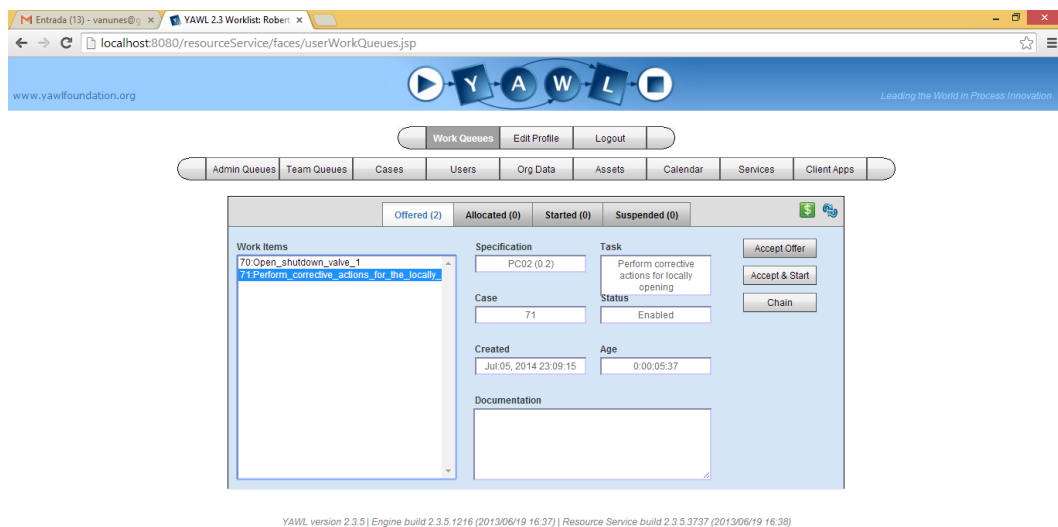 Entrada (13) - vanunes@g
YAWL 2.3 Worklist: Robert
localhost:8080/resourceService/faces/userWorkQueues.jsp
www.yawlfoundation.org
Y A W L
Leading the World in Process Innovation
Work Queues Edit Profile Logout
Admin Queues Team Queues Cases Users Org Data Assets Calendar Services Client Apps
Offered (2) Allocated (0) Started (0) Suspended (0)
Work Items
70:Open_shutdown_valve_1
71:Perform_corrective_actions_for_the_locally_
Specification
PC02 (0.2)
Task
Perform corrective
actions for locally
opening
Case
71
Status
Enabled
Created
Jul:05, 2014 23:09:15
Age
0:00:05:37
Documentation
Accept Offer
Accept & Start
Chain
YAWL version 2.3.5 | Engine build 2.3.5.1216 (2013/06/19 16:37) | Resource Service build 2.3.5.3737 (2013/06/19 16:38)